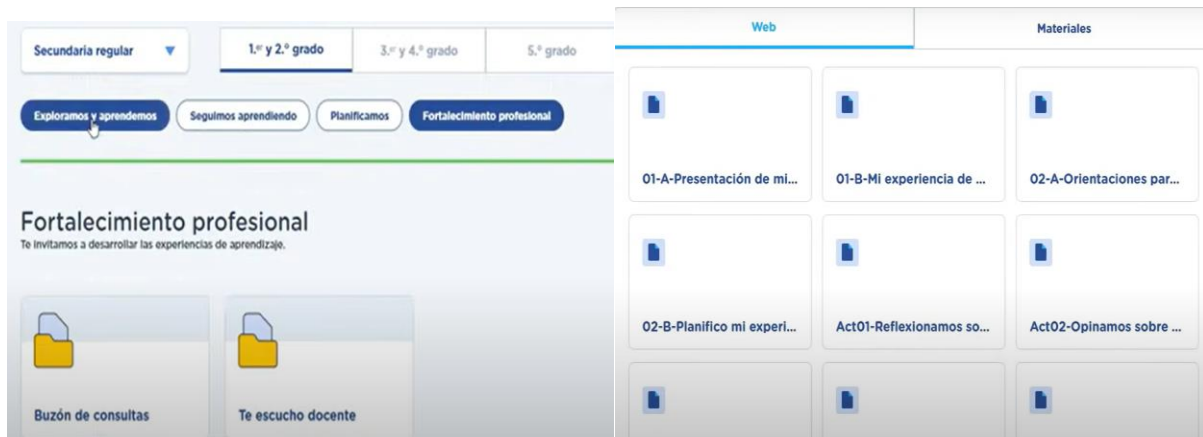 Secundaria regular
1.er y 2.º grado
3.er y 4.º grado
5.º grado
Exploramos y aprendemos
Seguimos aprendiendo
Planificamos
Fortalecimiento profesional
Fortalecimiento profesional
Te invitamos a desarrollar las experiencias de aprendizaje.
Buzón de consultas
Te escucho docente
Web
Materiales
01-A-Presentación de mi...
01-B-Mi experiencia de ...
02-A-Orientaciones par...
02-B-Planifico mi experi...
Act01-Reflexionamos so...
Act02-Opinamos sobre ...